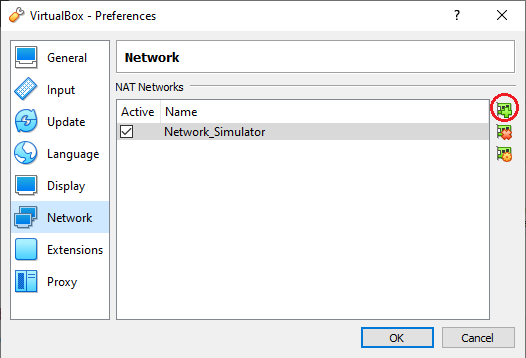 VirtualBox - Preferences
?
General
Input
Update
Language
Display
Network
Extensions
Proxy
Network
NAT Networks
Active Name
Network_Simulator
OK Cancel